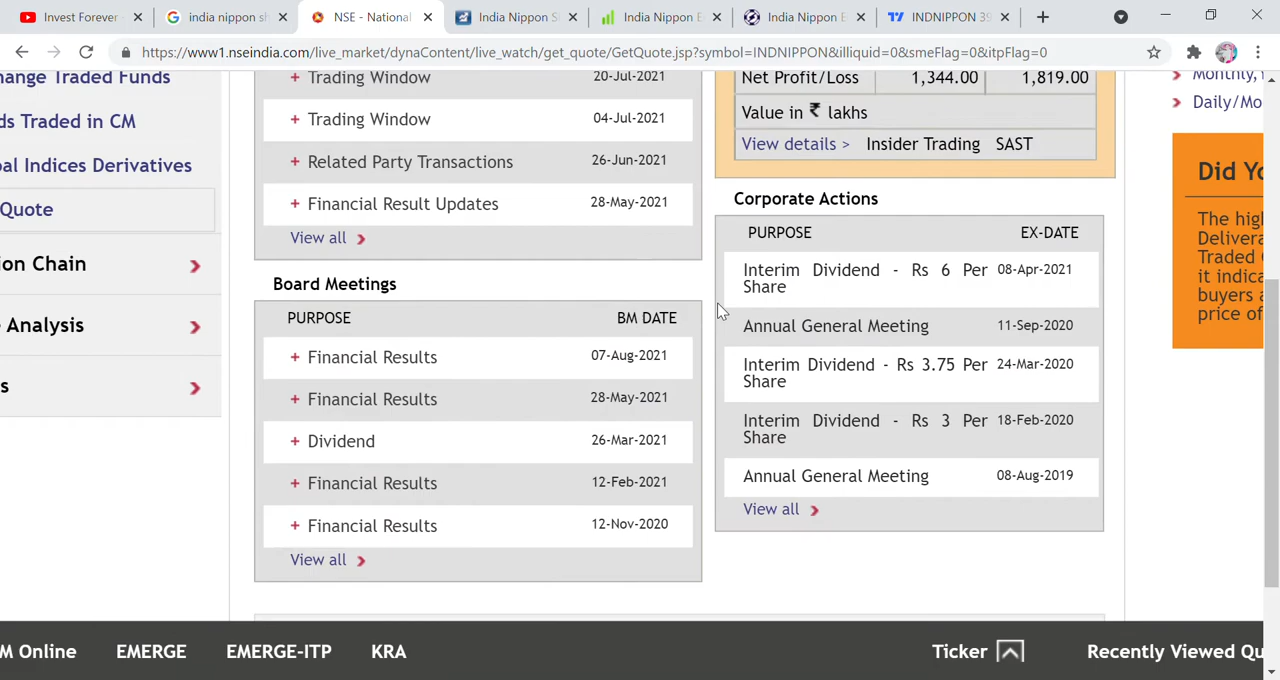 Invest Forever
india nippon sh
NSE - National
India Nippon S
India Nippon E
India Nippon E
INDNIPPON 39
https://www1.nseindia.com/live_market/dynaContent/live_watch/get_quote/GetQuote.jsp?symbol=INDNIPPON&illiquid=0&smeFlag=0&itpFlag=0
hange Traded Funds
ds Traded in CM
al Indices Derivatives
Quote
ion Chain
Analysis
s
+ Trading Window 20-Jul-2021
+ Trading Window 04-Jul-2021
+ Related Party Transactions 26-Jun-2021
+ Financial Result Updates 28-May-2021
View all
Board Meetings
PURPOSE BM DATE
+ Financial Results 07-Aug-2021
+ Financial Results 28-May-2021
+ Dividend 26-Mar-2021
+ Financial Results 12-Feb-2021
+ Financial Results 12-Nov-2020
View all
Net Profit/Loss 1,344.00 1,819.00
Value in ₹ lakhs
View details > Insider Trading SAST
Corporate Actions
PURPOSE EX-DATE
Interim Dividend - Rs 6 Per 08-Apr-2021
Share
Annual General Meeting 11-Sep-2020
Interim Dividend - Rs 3.75 Per 24-Mar-2020
Share
Interim Dividend - Rs 3 Per 18-Feb-2020
Share
Annual General Meeting 08-Aug-2019
View all
Monthly,
Daily/Mo
Did Yo
The high
Delivera
Traded
it indica
buyers a
price of
M Online EMERGE EMERGE-ITP KRA Ticker Recently Viewed Qu